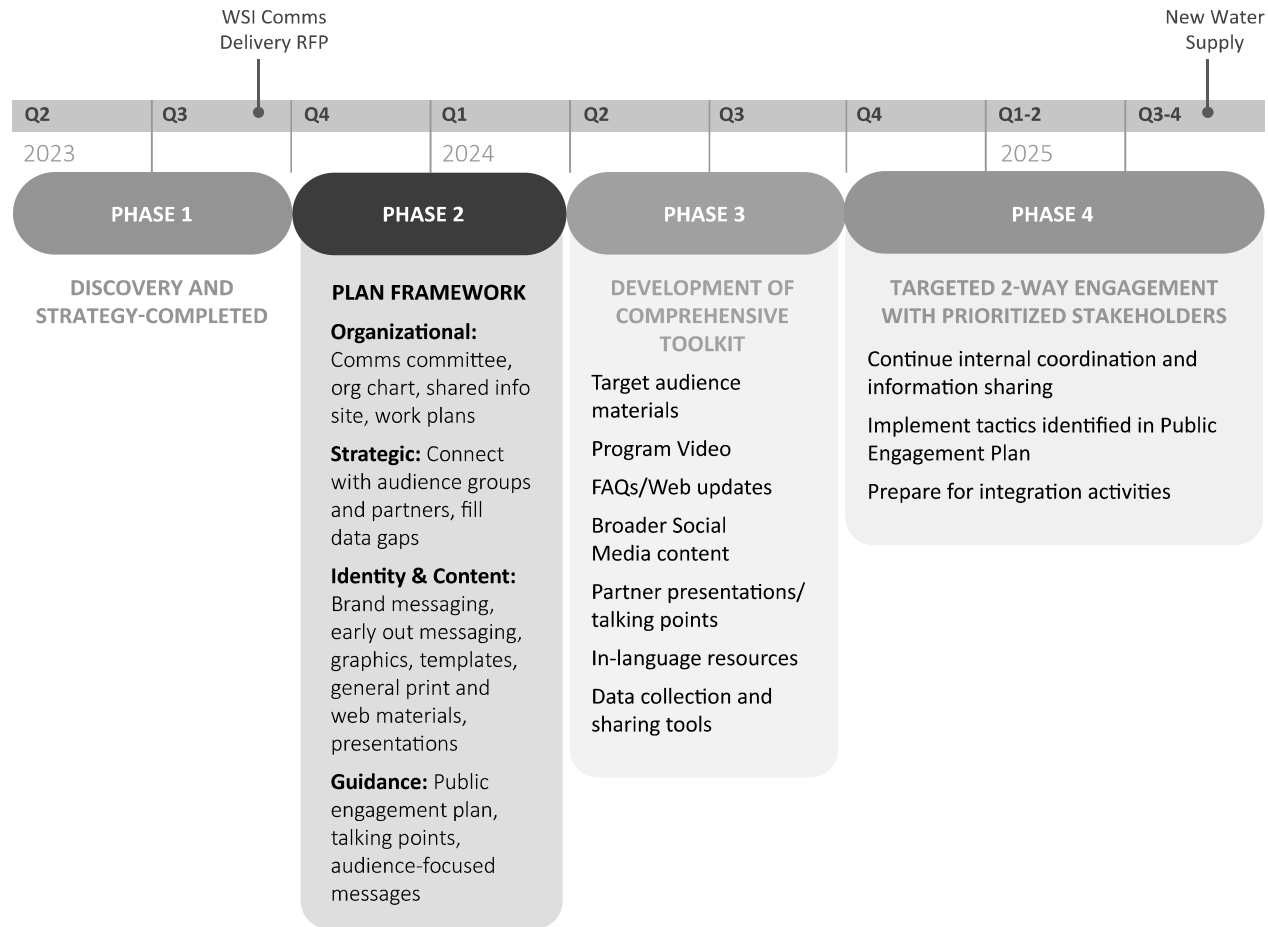 WSI Comms
Delivery RFP
New Water
Supply
Q2
Q3
Q4
Q1
Q2
Q3
Q4
Q1-2
Q3-4
2023
2024
2025
PHASE 1
PHASE 2
PHASE 3
PHASE 4
DISCOVERY AND
STRATEGY-COMPLETED
PLAN FRAMEWORK
Organizational:
Comms committee,
org chart, shared info
site, work plans
Strategic: Connect
with audience groups
and partners, fill
data gaps
Identity & Content:
Brand messaging,
early out messaging,
graphics, templates,
general print and
web materials,
presentations
Guidance: Public
engagement plan,
talking points,
audience-focused
messages
DEVELOPMENT OF
COMPREHENSIVE
TOOLKIT
Target audience
materials
Program Video
FAQs/Web updates
Broader Social
Media content
Partner presentations/
talking points
In-language resources
Data collection and
sharing tools
TARGETED 2-WAY ENGAGEMENT
WITH PRIORITIZED STAKEHOLDERS
Continue internal coordination and
information sharing
Implement tactics identified in Public
Engagement Plan
Prepare for integration activities